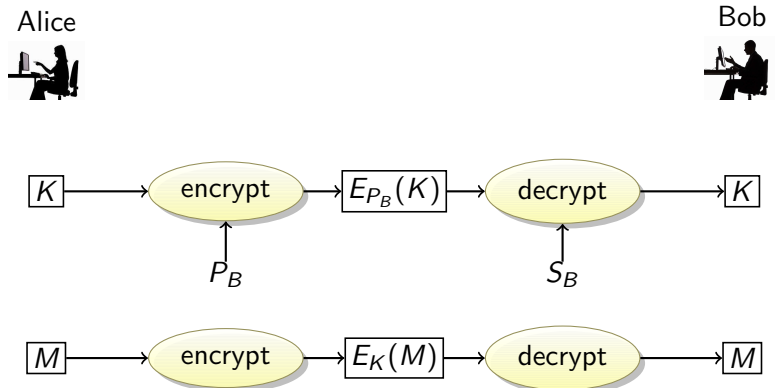 Alice Bob
K encrypt E_{P_B}(K) decrypt K
P_B S_B
M encrypt E_K(M) decrypt M